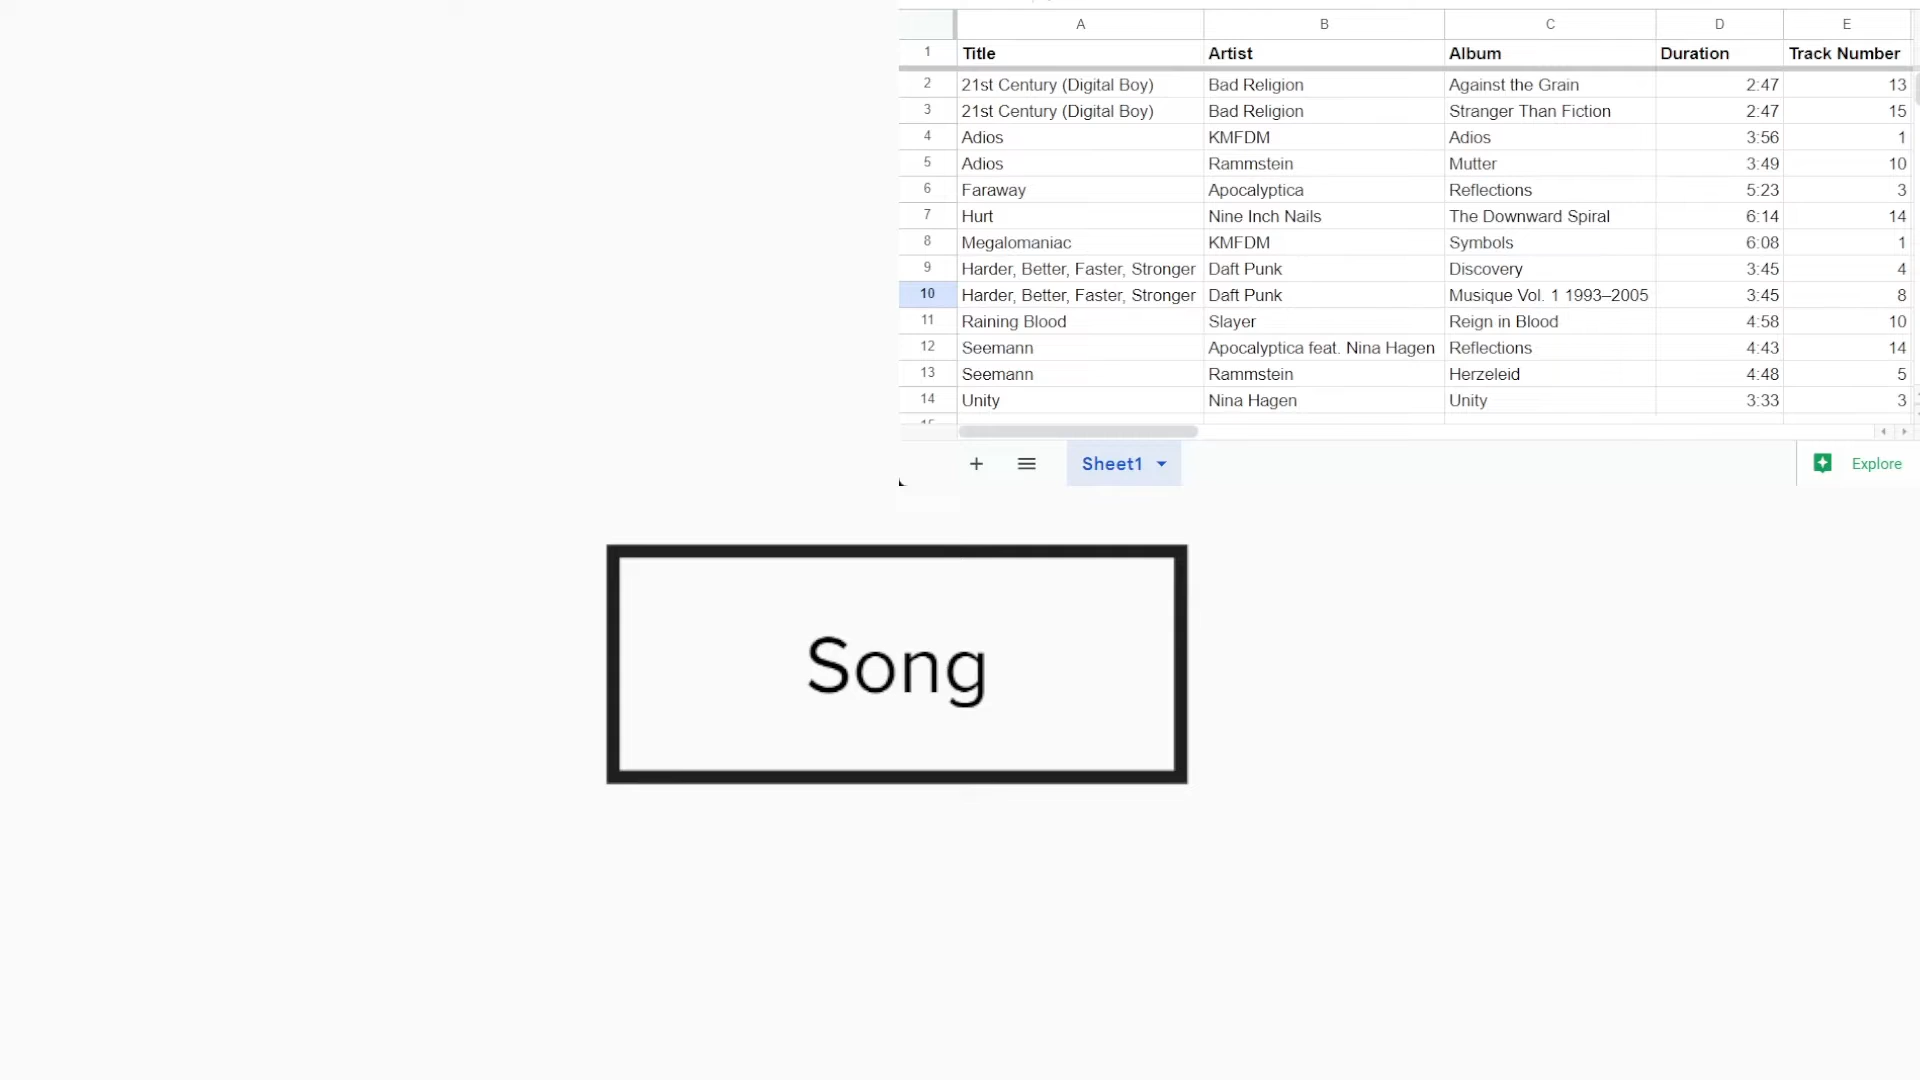 A B C D E
1 Title Artist Album Duration Track Number
2 21st Century (Digital Boy) Bad Religion Against the Grain 2:47 13
3 21st Century (Digital Boy) Bad Religion Stranger Than Fiction 2:47 15
4 Adios KMFDM Adios 3:56 1
5 Adios Rammstein Mutter 3:49 10
6 Faraway Apocalyptica Reflections 5:23 3
7 Hurt Nine Inch Nails The Downward Spiral 6:14 14
8 Megalomaniac KMFDM Symbols 6:08 1
9 Harder, Better, Faster, Stronger Daft Punk Discovery 3:45 4
10 Harder, Better, Faster, Stronger Daft Punk Musique Vol. 1 1993–2005 3:45 8
11 Raining Blood Slayer Reign in Blood 4:58 10
12 Seemann Apocalyptica feat. Nina Hagen Reflections 4:43 14
13 Seemann Rammstein Herzeleid 4:48 5
14 Unity Nina Hagen Unity 3:33 3
Sheet1 Explore
Song